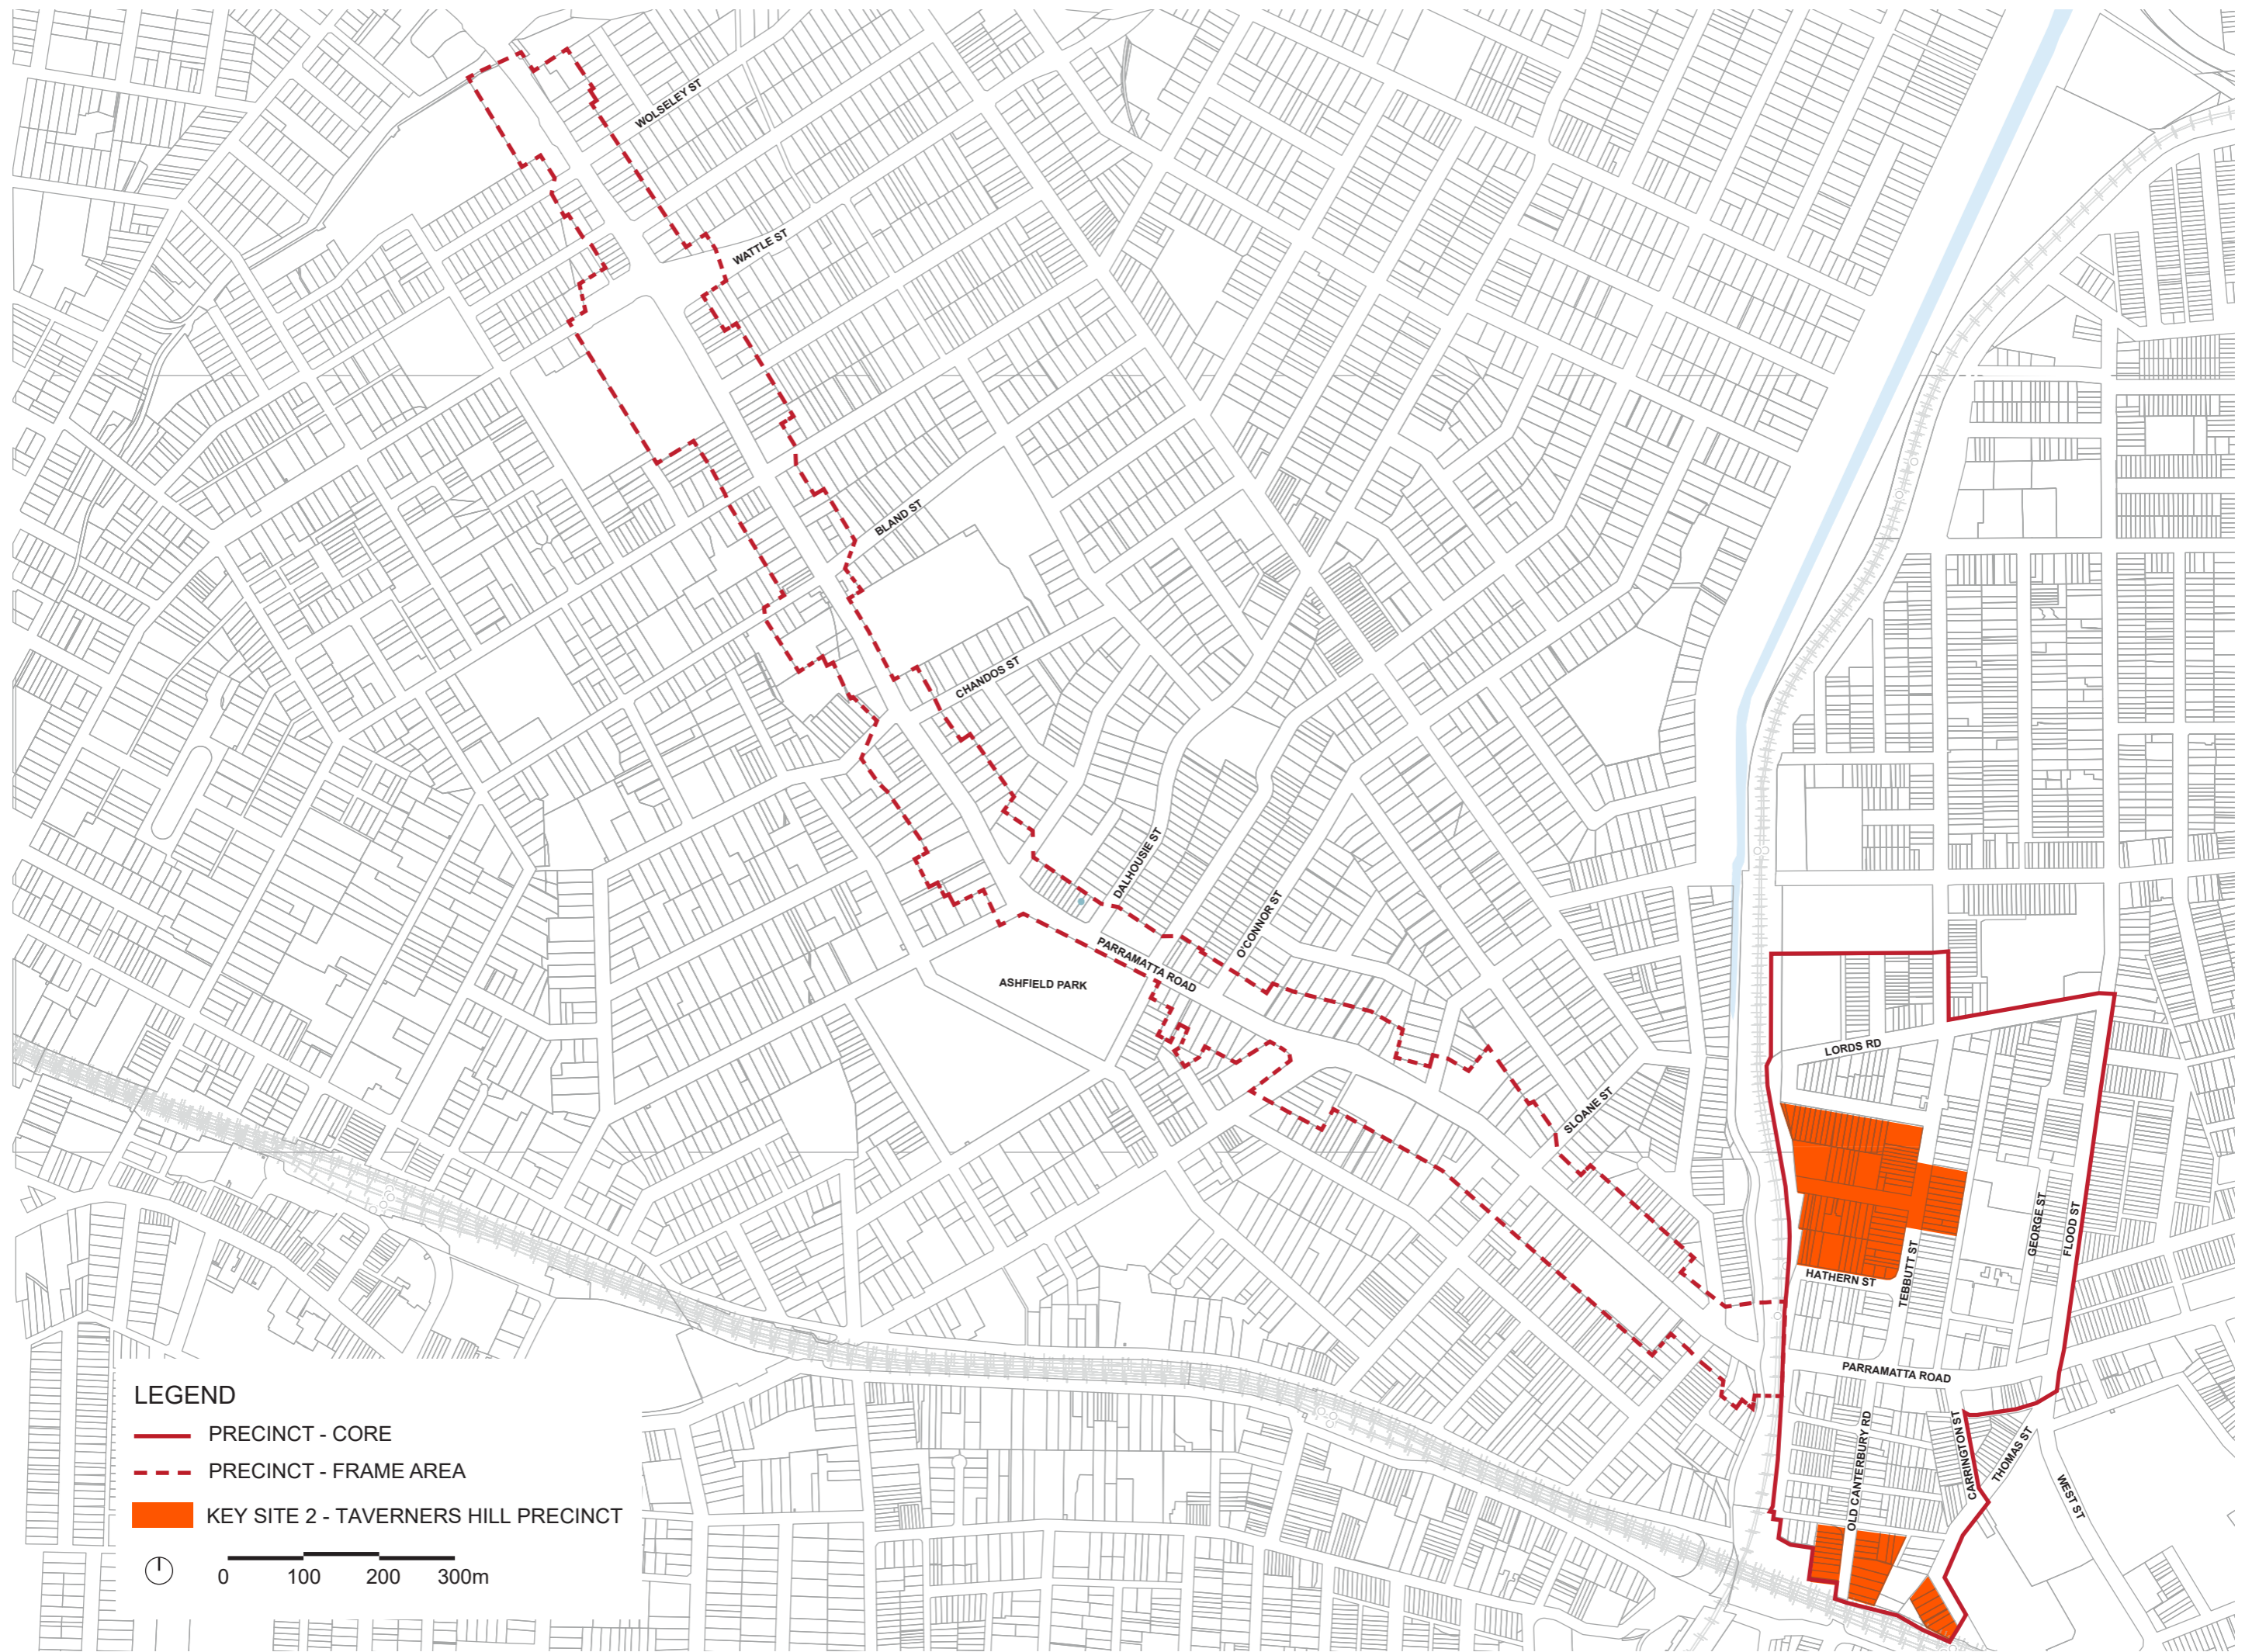 WOLSELEY ST
WATTLE ST
BLAND ST
CHANDOS ST
DALHOUSIE ST
O'CONNOR ST
PARRAMATTA ROAD
ASHFIELD PARK
SLOANE ST
LORDS RD
GEORGE ST
FLOOD ST
TEBBUTT ST
HATHERN ST
PARRAMATTA ROAD
OLD CANTERBURY RD
CARRINGTON ST
THOMAS ST
WEST ST
LEGEND
PRECINCT - CORE
PRECINCT - FRAME AREA
KEY SITE 2 - TAVERNERS HILL PRECINCT
0 100 200 300m